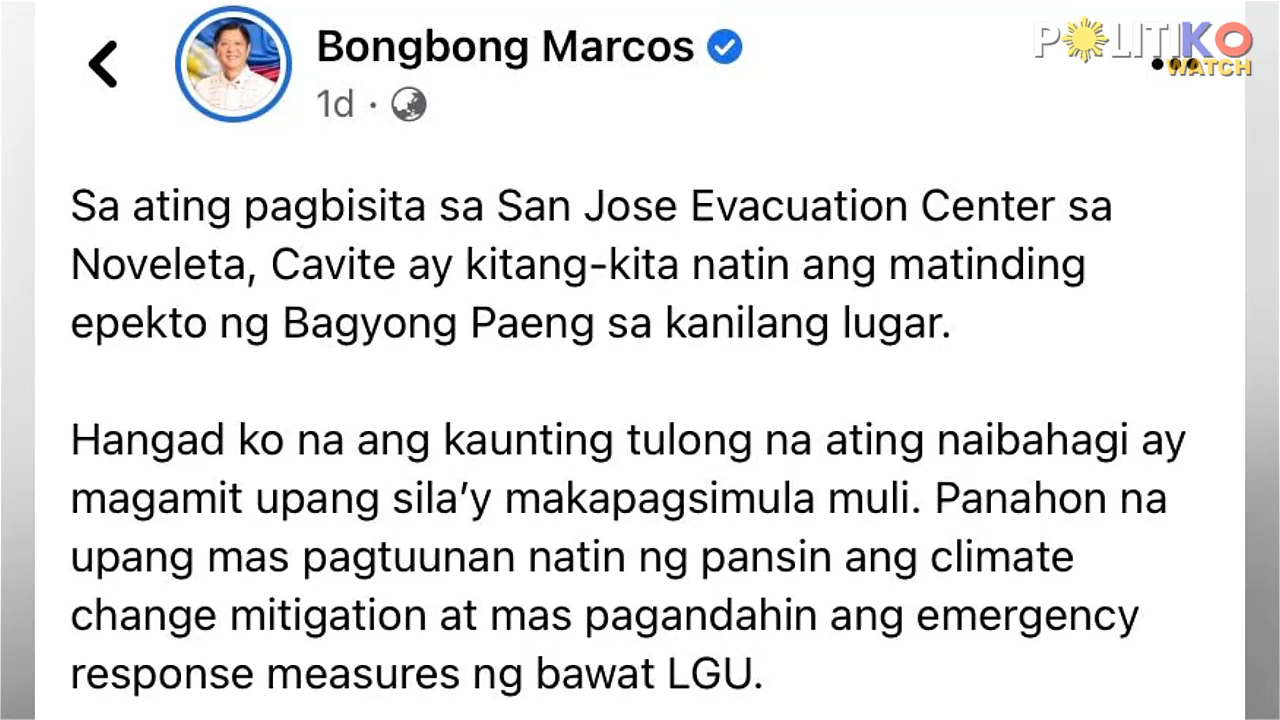 Bongbong Marcos
POLITIKO
WATCH
1d ·
Sa ating pagbisita sa San Jose Evacuation Center sa
Noveleta, Cavite ay kitang-kita natin ang matinding
epekto ng Bagyong Paeng sa kanilang lugar.
Hangad ko na ang kaunting tulong na ating naibahagi ay
magamit upang sila’y makapagsimula muli. Panahon na
upang mas pagtuunan natin ng pansin ang climate
change mitigation at mas pagandahin ang emergency
response measures ng bawat LGU.